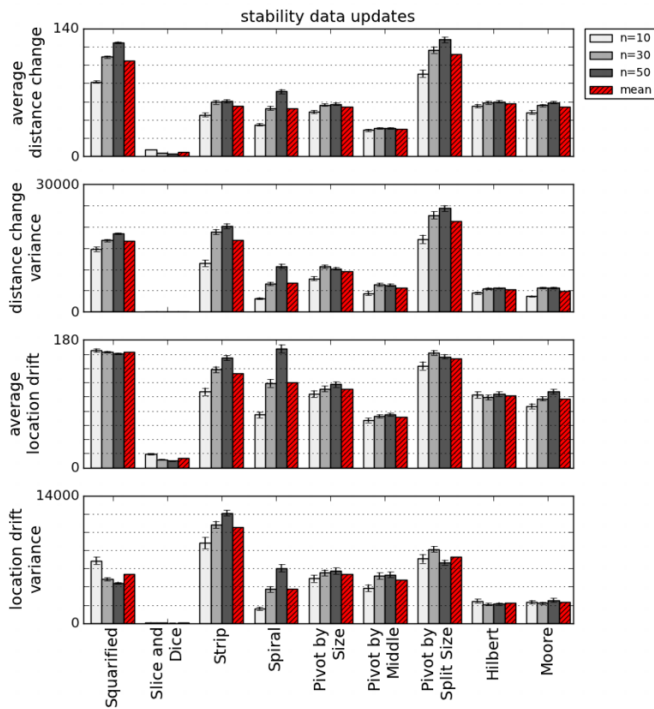 stability data updates
140
average
distance change
0
n=10
n=30
n=50
mean
30000
distance change
variance
0
180
average
location drift
0
14000
location drift
variance
0
Squarified
Slice and
Dice
Strip
Spiral
Pivot by
Size
Pivot by
Middle
Pivot by
Split Size
Hilbert
Moore